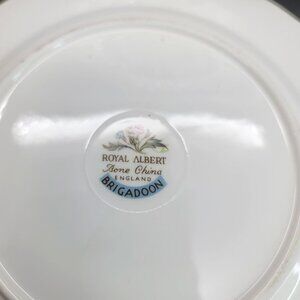 ROYAL ALBERT
Bone China
ENGLAND
BRIGADOON